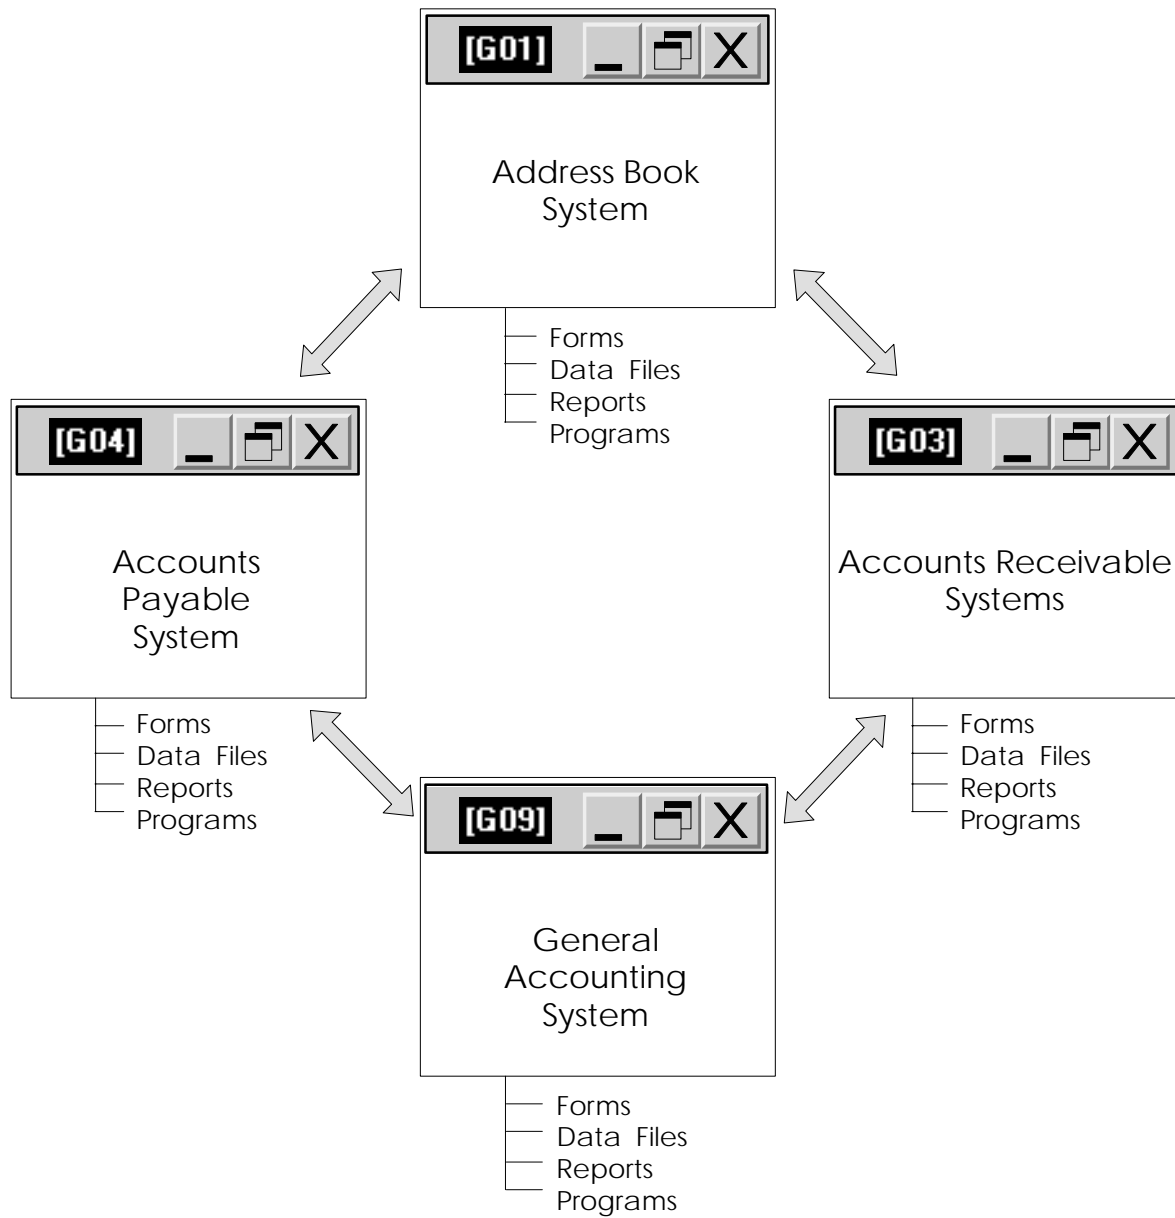 [G01]
Address Book
System
Forms
Data Files
Reports
Programs
[G04]
Accounts
Payable
System
Forms
Data Files
Reports
Programs
[G03]
Accounts Receivable
Systems
Forms
Data Files
Reports
Programs
[G09]
General
Accounting
System
Forms
Data Files
Reports
Programs